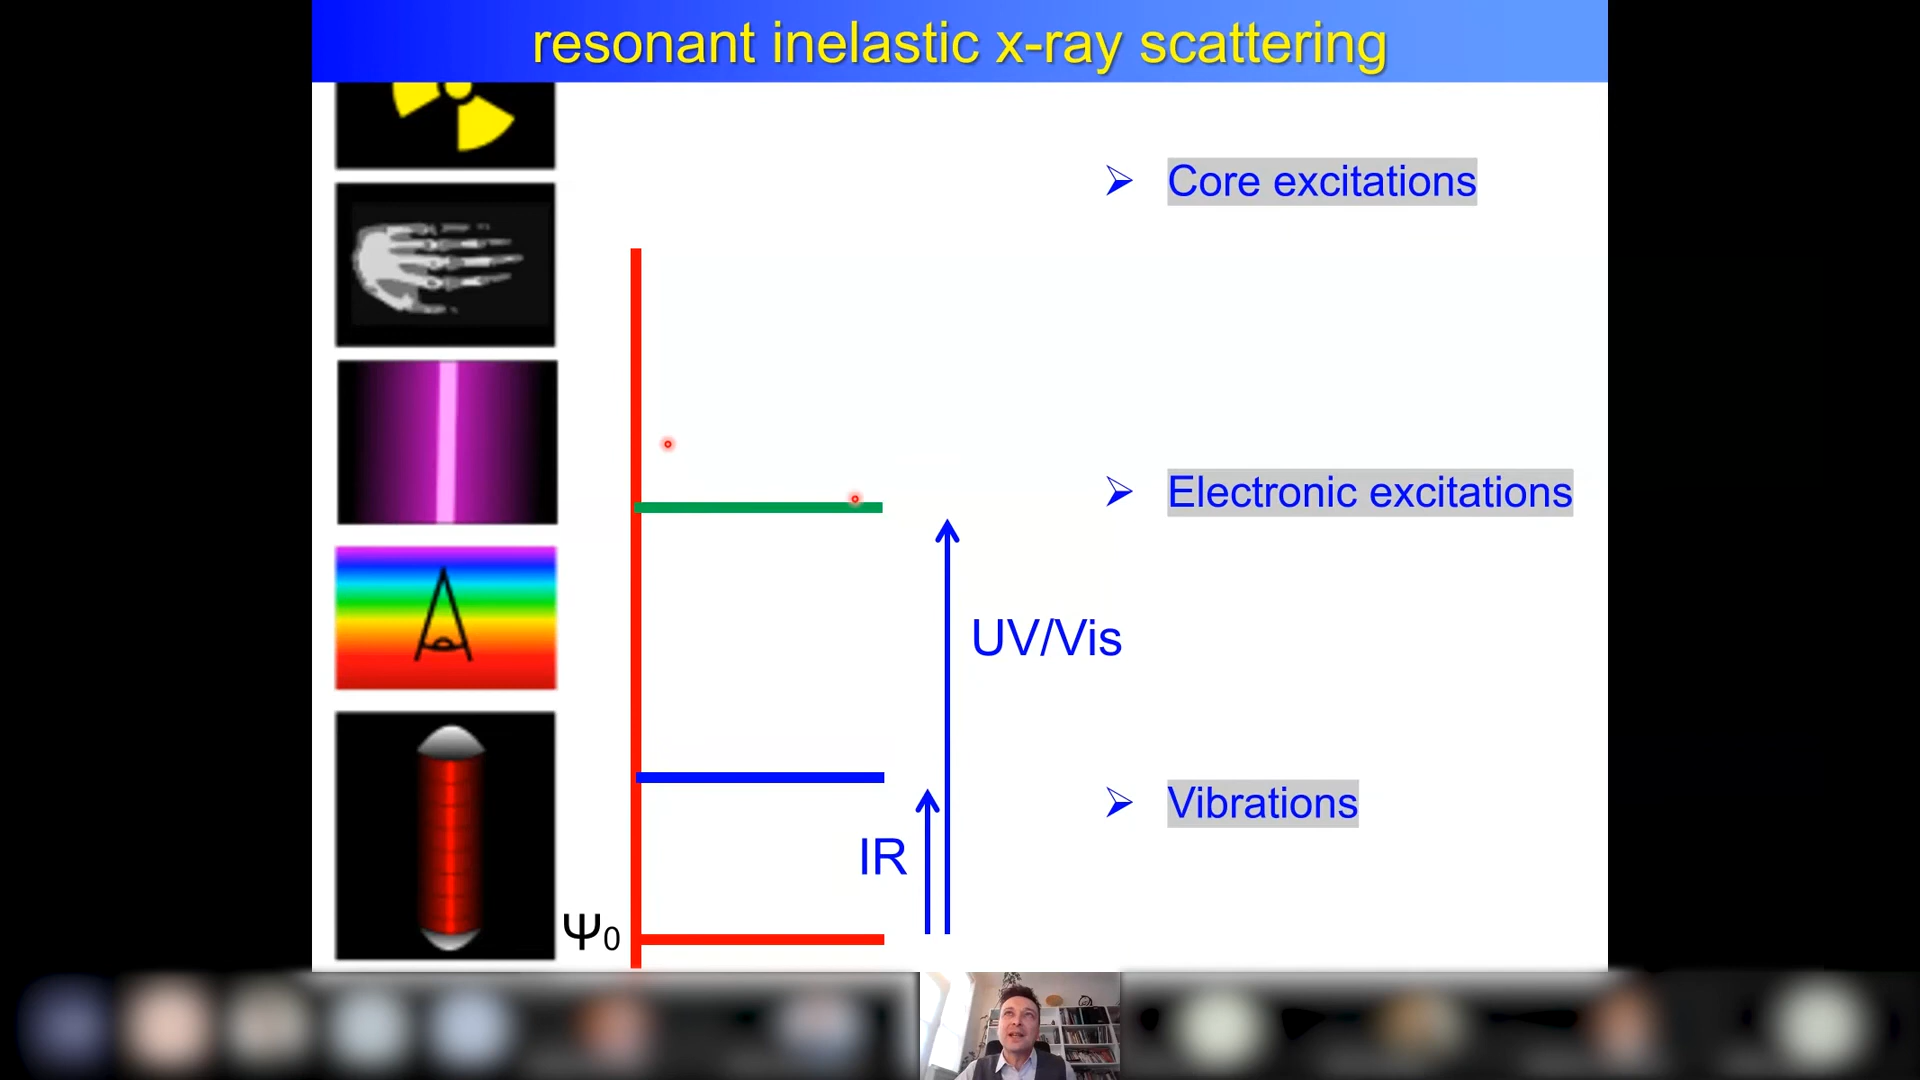 resonant inelastic x-ray scattering
Core excitations
Electronic excitations
UV/Vis
Vibrations
IR
Ψ₀